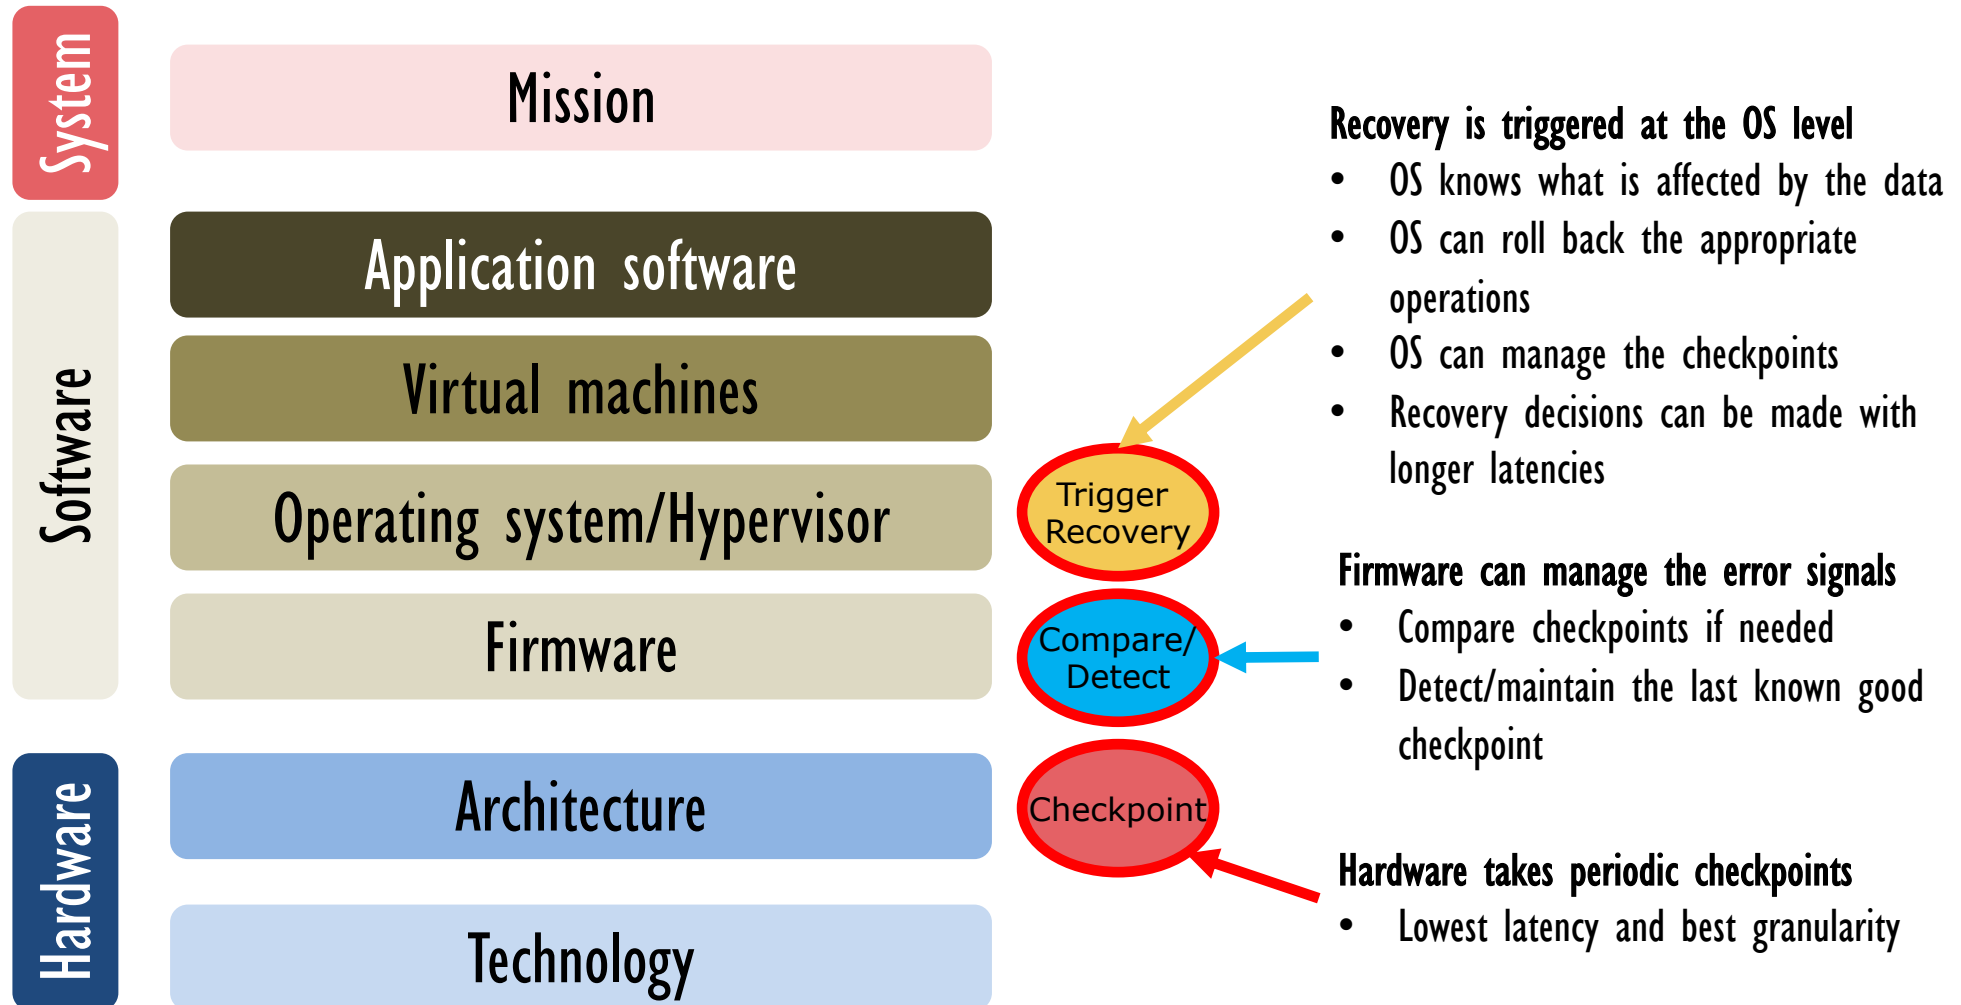 System
Mission
Software
Application software
Virtual machines
Operating system/Hypervisor
Firmware
Hardware
Architecture
Technology
Trigger
Recovery
Compare/
Detect
Checkpoint
Recovery is triggered at the OS level
• OS knows what is affected by the data
• OS can roll back the appropriate
operations
• OS can manage the checkpoints
• Recovery decisions can be made with
longer latencies
Firmware can manage the error signals
• Compare checkpoints if needed
• Detect/maintain the last known good
checkpoint
Hardware takes periodic checkpoints
• Lowest latency and best granularity